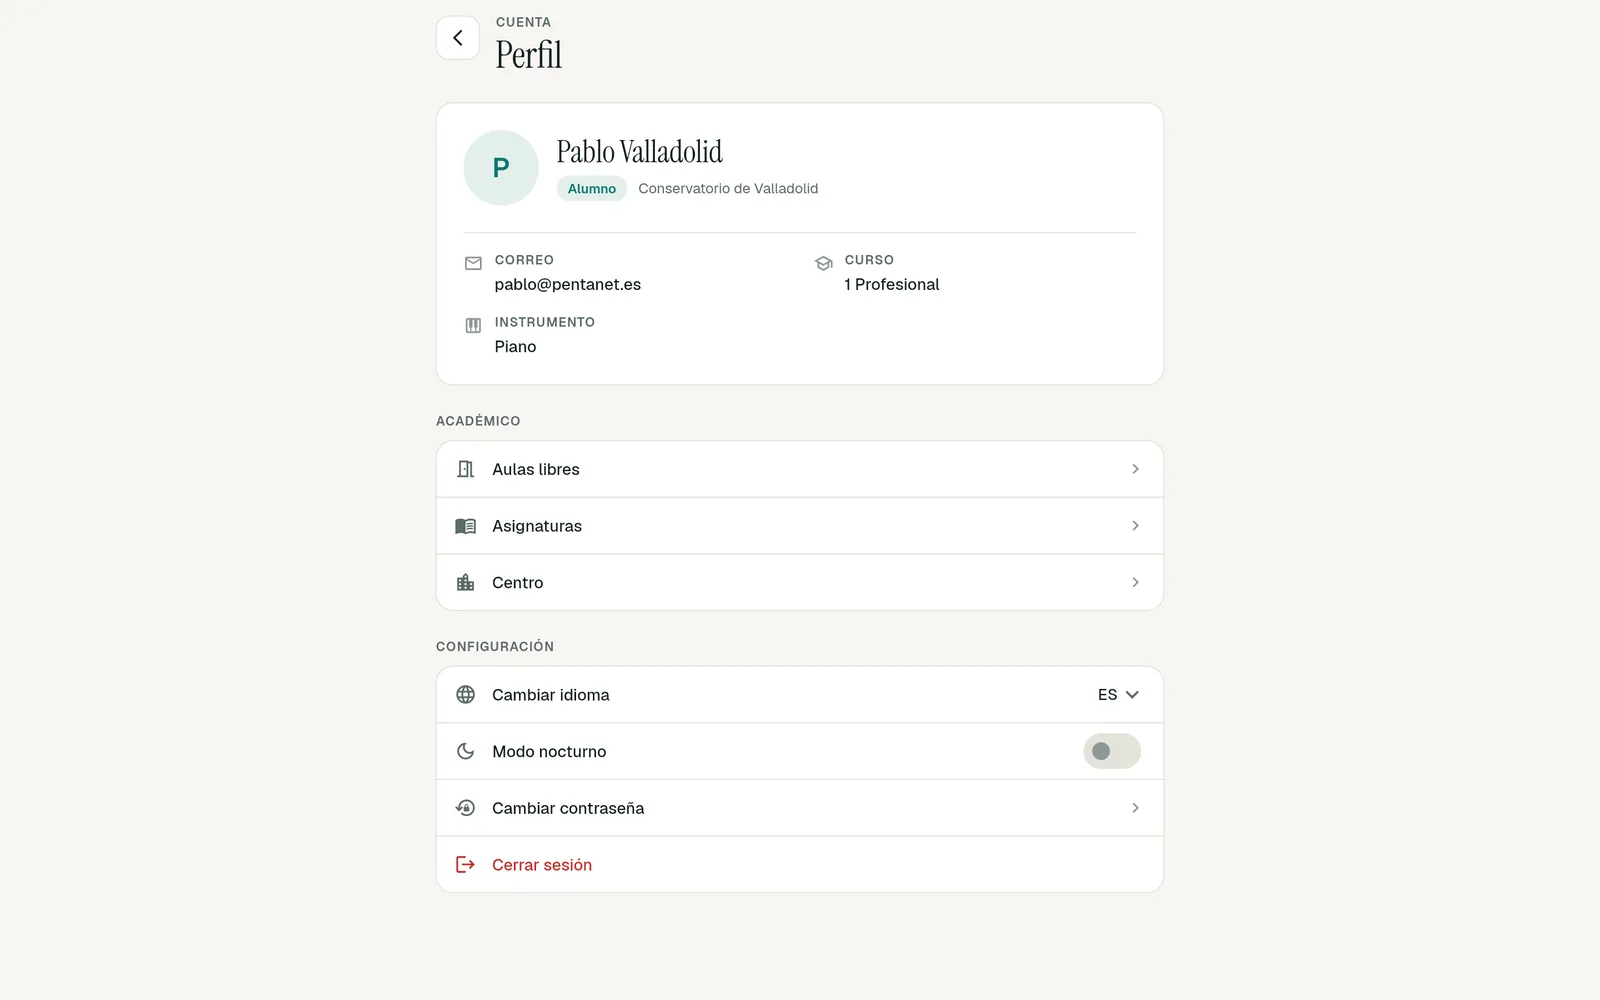 CUENTA
Perfil
P
Pablo Valladolid
Alumno Conservatorio de Valladolid
CORREO
pablo@pentanet.es
CURSO
1 Profesional
INSTRUMENTO
Piano
ACADÉMICO
Aulas libres
Asignaturas
Centro
CONFIGURACIÓN
Cambiar idioma ES
Modo nocturno
Cambiar contraseña
Cerrar sesión